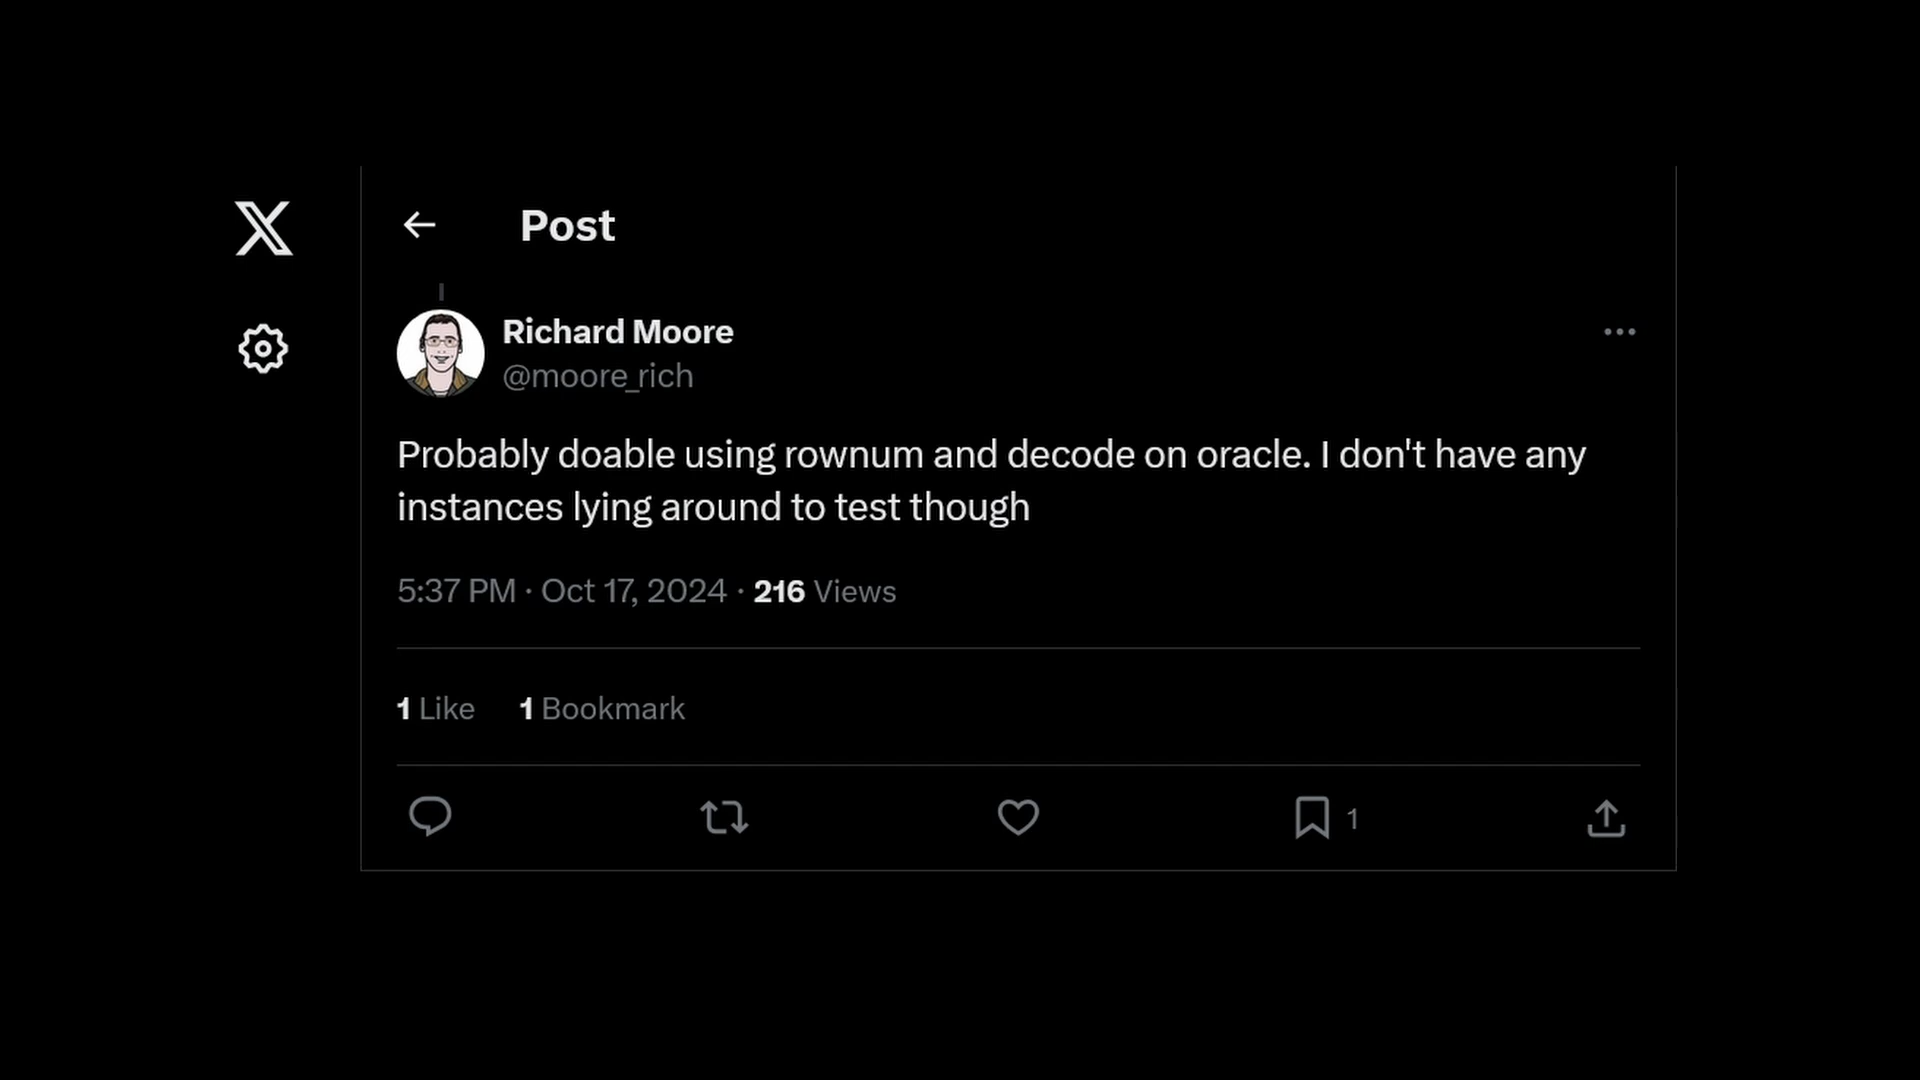 Post
Richard Moore
@moore_rich
Probably doable using rownum and decode on oracle. I don't have any
instances lying around to test though
5:37 PM · Oct 17, 2024 · 216 Views
1 Like 1 Bookmark
1